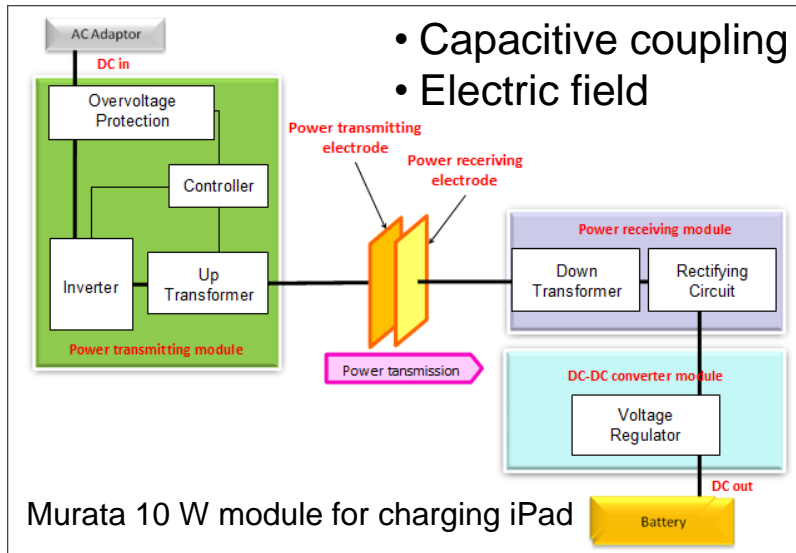 • Capacitive coupling
• Electric field
AC Adaptor
DC in
Overvoltage
Protection
Controller
Inverter
Up
Transformer
Power transmitting module
Power transmitting
electrode
Power receriving
electrode
Power tansmission
Power receiving module
Down
Transformer
Rectifying
Circuit
DC-DC converter module
Voltage
Regulator
DC out
Battery
Murata 10 W module for charging iPad